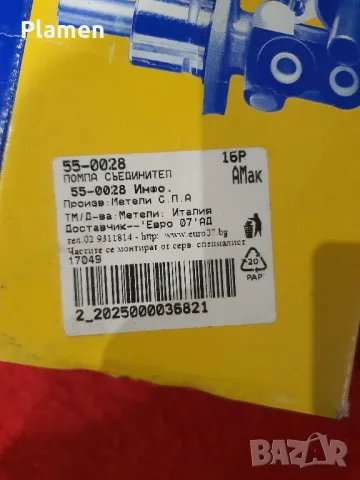 Plamen
55-0028 16P
ПОМПА СЪЕДИНИТЕЛ АМак
55-0028 Инфо.
Произв:Метели С.П.А
ТМ/Д-ва:Метели: Италия
Доставчик--'Евро 07'АД
тел.02 9311814 - http: www.euro07.bg
Частите се монтират от серв. специалист
17049
2_2025000036821
20
PAP
BAZAR